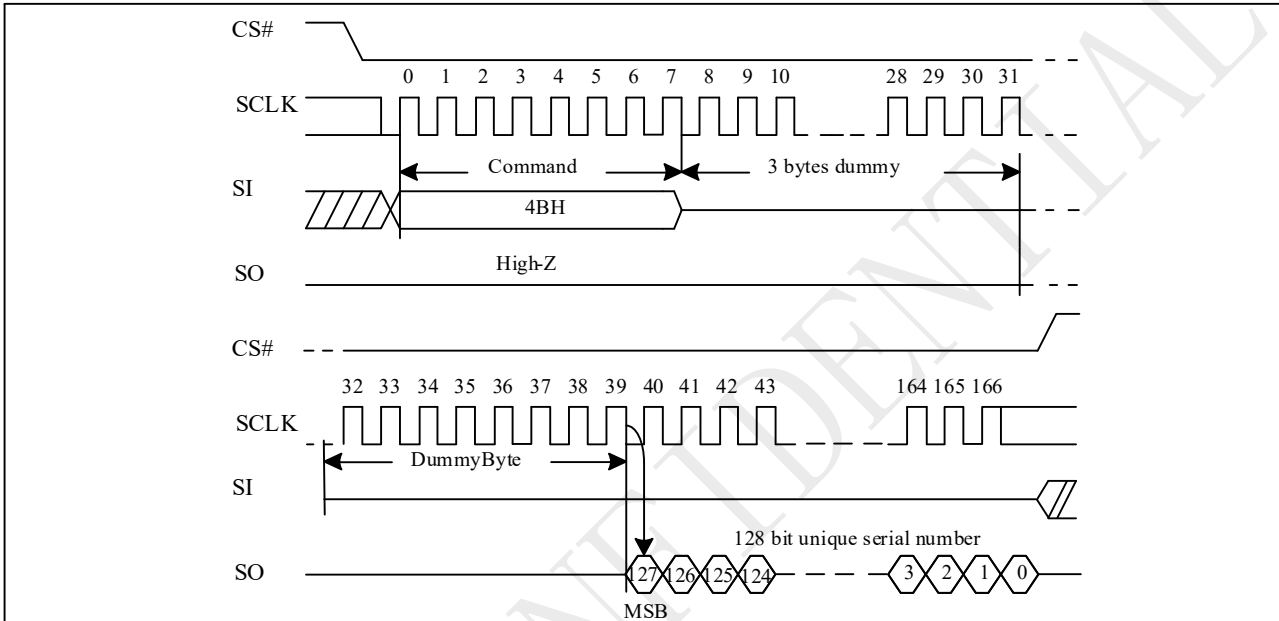 CS#
0 1 2 3 4 5 6 7 8 9 10 28 29 30 31
SCLK
Command 3 bytes dummy
SI
4BH
High-Z
SO
CS#
32 33 34 35 36 37 38 39 40 41 42 43 164 165 166
SCLK
DummyByte
SI
128 bit unique serial number
SO 127 126 125 124 3 2 1 0
MSB